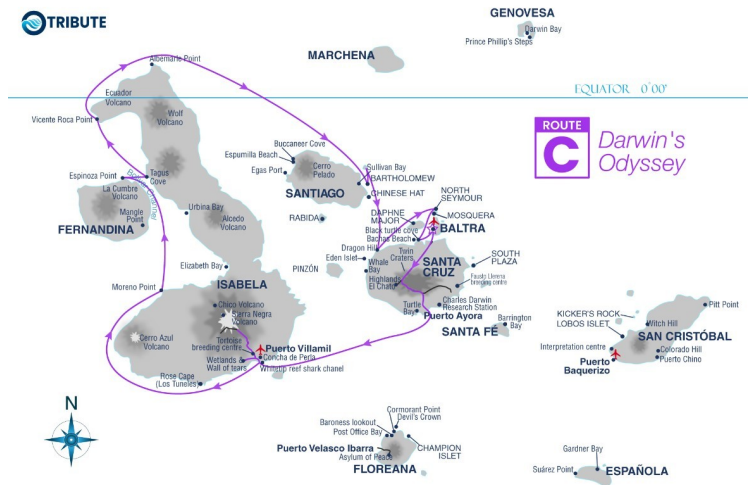 TRIBUTE
GENOVESA
Darwin Bay
Prince Phillip's Steps
MARCHENA
Albemarle Point
EQUATOR 0°00'
Ecuador
Volcano
Wolf
Volcano
Vicente Roca Point
ROUTE
C
Darwin's
Odyssey
Buccaneer Cove
Espumilla Beach
Cerro
Pelado
Egas Port
SANTIAGO
Sullivan Bay
BARTHOLOMEW
CHINESE HAT
RABIDA
Espinoza Point
Tagus
Cove
La Cumbre
Volcano
Mangle
Point
FERNANDINA
Urbina Bay
Alcedo
Volcano
NORTH
SEYMOUR
MOSQUERA
DAPHNE
MAJOR
BALTRA
Black turtle cove
Bachas Beach
Dragon Hill
Twin
Craters
Eden Islet
Whale
Bay
SANTA
CRUZ
SOUTH
PLAZA
Highlands
El Chato
Fausto Llerena
breeding centre
PINZÓN
Elizabeth Bay
ISABELA
Moreno Point
Chico Volcano
Sierra Negra
Volcano
Cerro Azul
Volcano
Tortoise
breeding centre
Puerto Villamil
Concha de Perla
Wetlands &
Wall of tears
Whitetip reef shark chanel
Rose Cape
(Los Tuneles)
Turtle
Bay
Charles Darwin
Research Station
Puerto Ayora
SANTA FÉ
Barrington
Bay
Pitt Point
KICKER'S ROCK
LOBOS ISLET
Witch Hill
SAN CRISTÓBAL
Interpretation centre
Colorado Hill
Puerto Chino
Puerto
Baquerizo
N
Cormorant Point
Devil's Crown
Baroness lookout
Post Office Bay
CHAMPION
ISLET
Puerto Velasco Ibarra
Asylum of Peace
FLOREANA
Gardner Bay
Suárez Point
ESPAÑOLA